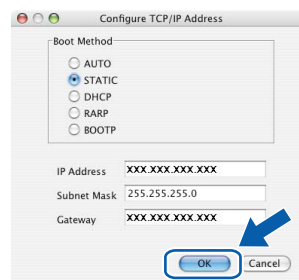 Configure TCP/IP Address
Boot Method
AUTO
STATIC
DHCP
RARP
BOOTP
IP Address XXX.XXX.XXX.XXX
Subnet Mask 255.255.255.0
Gateway XXX.XXX.XXX.XXX
OK Cancel